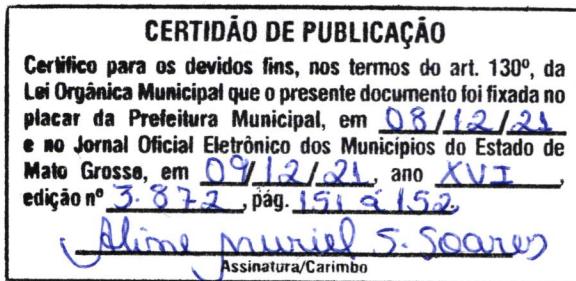 CERTIDÃO DE PUBLICAÇÃO
Certifico para os devidos fins, nos termos do art. 130º, da
Lei Orgânica Municipal que o presente documento foi fixada no
placar da Prefeitura Municipal, em 08/12/21
e no Jornal Oficial Eletrônico dos Municípios do Estado de
Mato Grosso, em 09/12/21, ano XVI,
edição nº 3.872, pág. 151 a 152.
Aline Muriel S. Soares
Assinatura/Carimbo